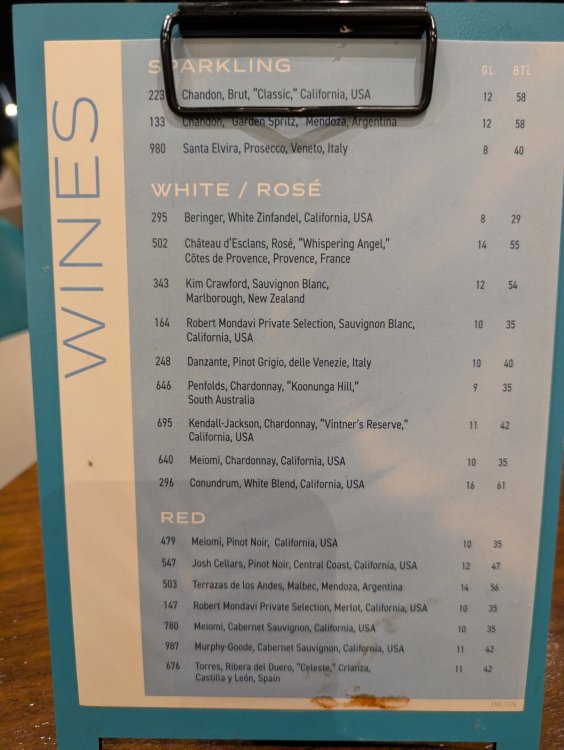 WINES
SPARKLING GL BTL
223 Chandon, Brut, "Classic," California, USA 12 58
133 Chandon, "Garden Spritz," Mendoza, Argentina 12 58
980 Santa Elvira, Prosecco, Veneto, Italy 8 40
WHITE / ROSÉ
295 Beringer, White Zinfandel, California, USA 8 29
502 Château d'Esclans, Rosé, "Whispering Angel," 14 55
Côtes de Provence, Provence, France
343 Kim Crawford, Sauvignon Blanc, 12 54
Marlborough, New Zealand
164 Robert Mondavi Private Selection, Sauvignon Blanc, 10 35
California, USA
248 Danzante, Pinot Grigio, delle Venezie, Italy 10 40
646 Penfolds, Chardonnay, "Koonunga Hill," 9 35
South Australia
695 Kendall-Jackson, Chardonnay, "Vintner's Reserve," 11 42
California, USA
640 Meiomi, Chardonnay, California, USA 10 35
296 Conundrum, White Blend, California, USA 16 61
RED
479 Meiomi, Pinot Noir, California, USA 10 35
547 Josh Cellars, Pinot Noir, Central Coast, California, USA 12 47
503 Terrazas de los Andes, Malbec, Mendoza, Argentina 14 56
147 Robert Mondavi Private Selection, Merlot, California, USA 10 35
780 Meiomi, Cabernet Sauvignon, California, USA 10 35
987 Murphy-Goode, Cabernet Sauvignon, California, USA 11 42
676 Torres, Ribera del Duero, "Celeste," Crianza, 11 42
Castilla y León, Spain